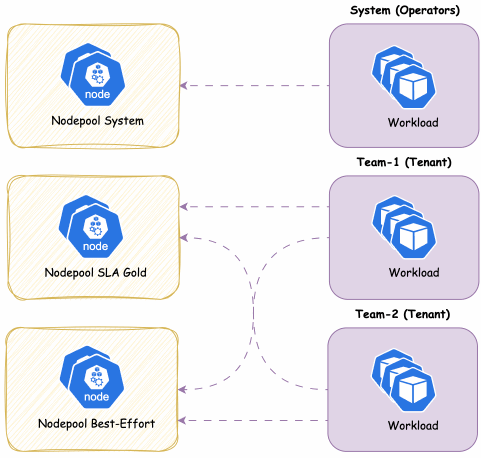 System (Operators)
node
Nodepool System
Workload
Team-1 (Tenant)
node
Nodepool SLA Gold
Workload
Team-2 (Tenant)
node
Nodepool Best-Effort
Workload